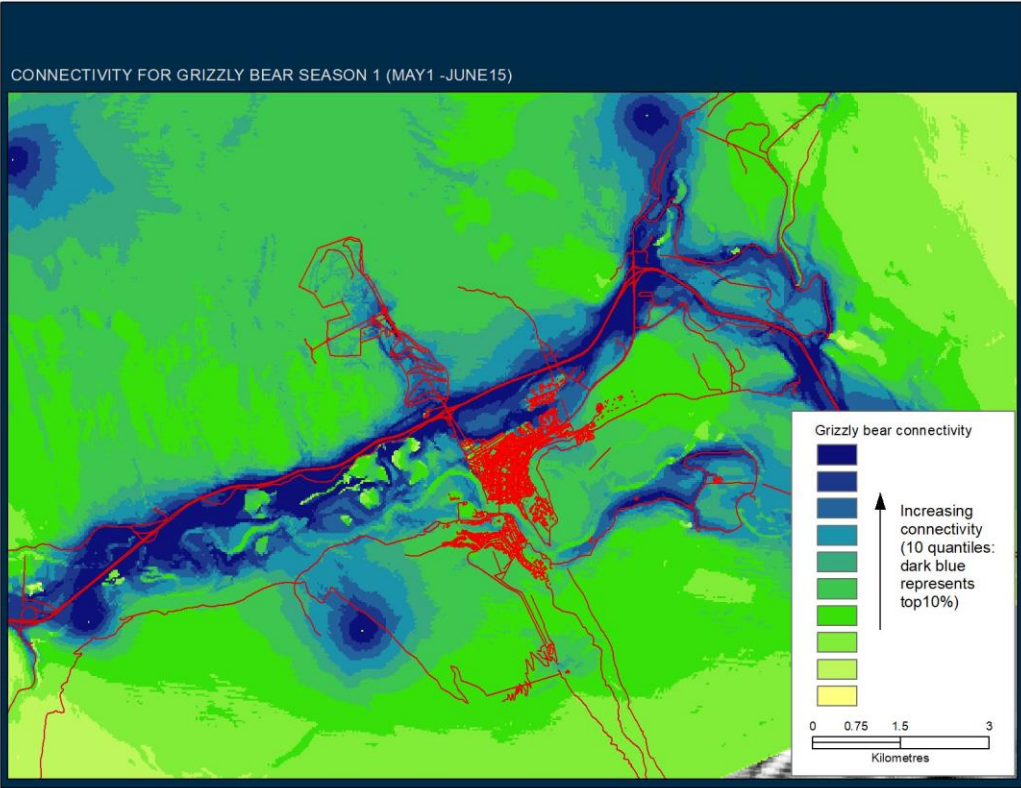 CONNECTIVITY FOR GRIZZLY BEAR SEASON 1 (MAY1 -JUNE15)
Grizzly bear connectivity
Increasing
connectivity
(10 quantiles:
dark blue
represents
top10%)
0 0.75 1.5 3
Kilometres